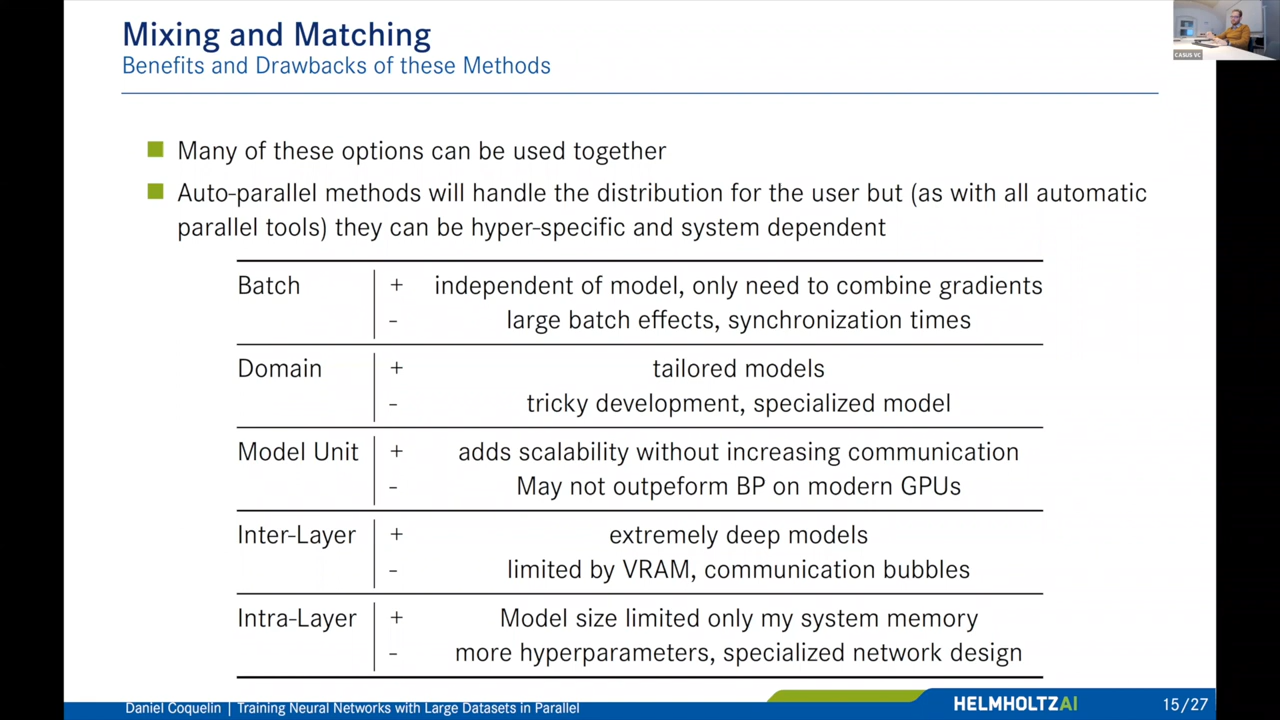 Mixing and Matching
Benefits and Drawbacks of these Methods
CASUS VC
Many of these options can be used together
Auto-parallel methods will handle the distribution for the user but (as with all automatic
parallel tools) they can be hyper-specific and system dependent
Batch + independent of model, only need to combine gradients
- large batch effects, synchronization times
Domain + tailored models
- tricky development, specialized model
Model Unit + adds scalability without increasing communication
- May not outpeform BP on modern GPUs
Inter-Layer + extremely deep models
- limited by VRAM, communication bubbles
Intra-Layer + Model size limited only my system memory
- more hyperparameters, specialized network design
Daniel Coquelin | Training Neural Networks with Large Datasets in Parallel
HELMHOLTZAI
15/27